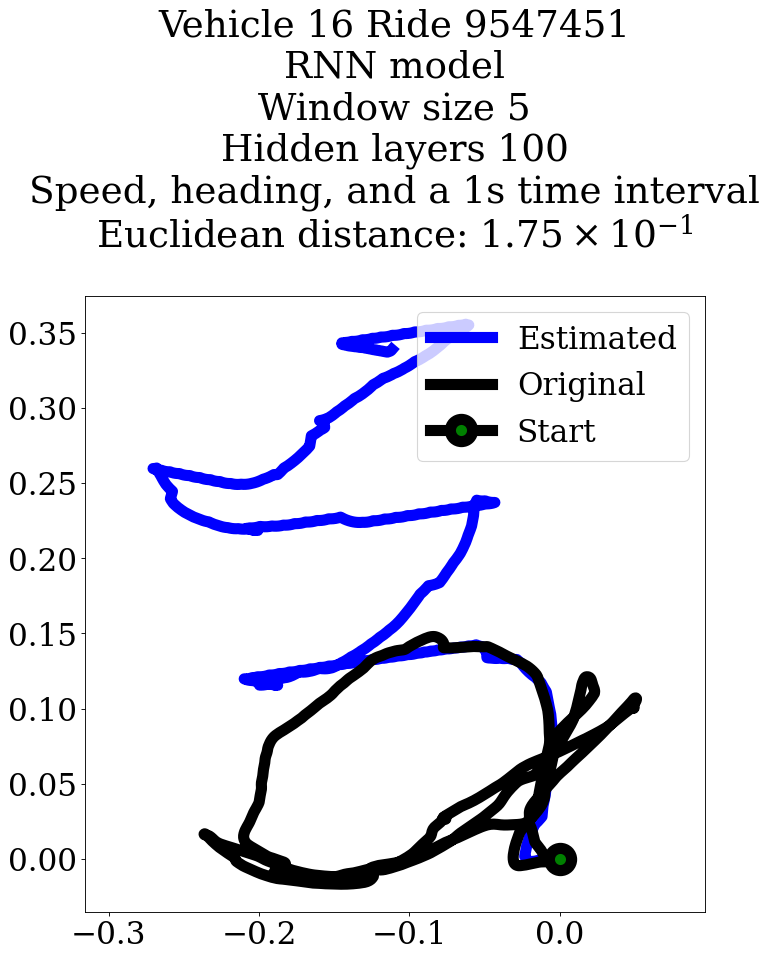 Vehicle 16 Ride 9547451
RNN model
Window size 5
Hidden layers 100
Speed, heading, and a 1s time interval
Euclidean distance: 1.75 × 10⁻¹
Estimated
Original
Start
0.35
0.30
0.25
0.20
0.15
0.10
0.05
0.00
−0.3 −0.2 −0.1 0.0